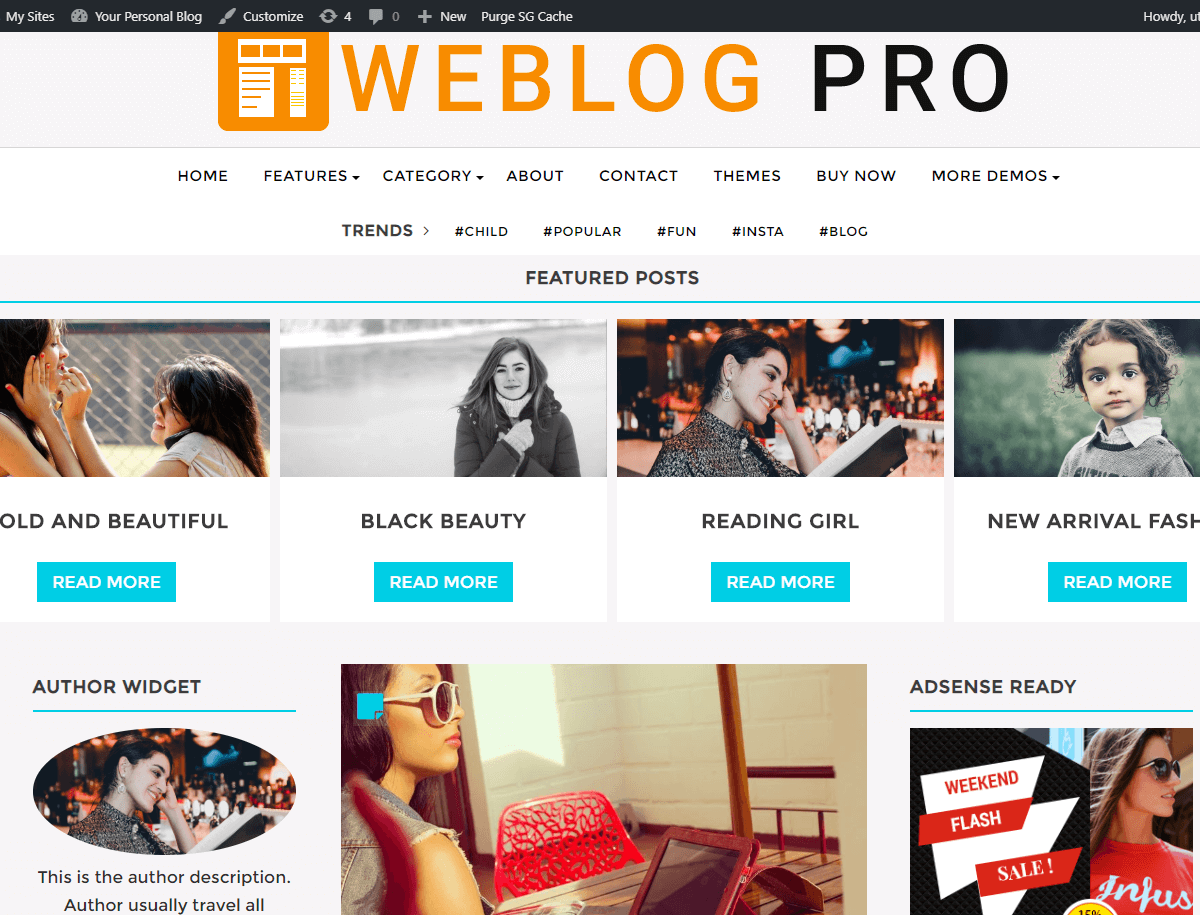 My Sites Your Personal Blog Customize 4 0 New Purge SG Cache Howdy, ut
WEBLOG PRO
HOME FEATURES CATEGORY ABOUT CONTACT THEMES BUY NOW MORE DEMOS
TRENDS > #CHILD #POPULAR #FUN #INSTA #BLOG
FEATURED POSTS
OLD AND BEAUTIFUL BLACK BEAUTY READING GIRL NEW ARRIVAL FASH
READ MORE READ MORE READ MORE READ MORE
AUTHOR WIDGET
This is the author description.
Author usually travel all
ADSENSE READY
WEEKEND
FLASH
SALE !
Infus
15%